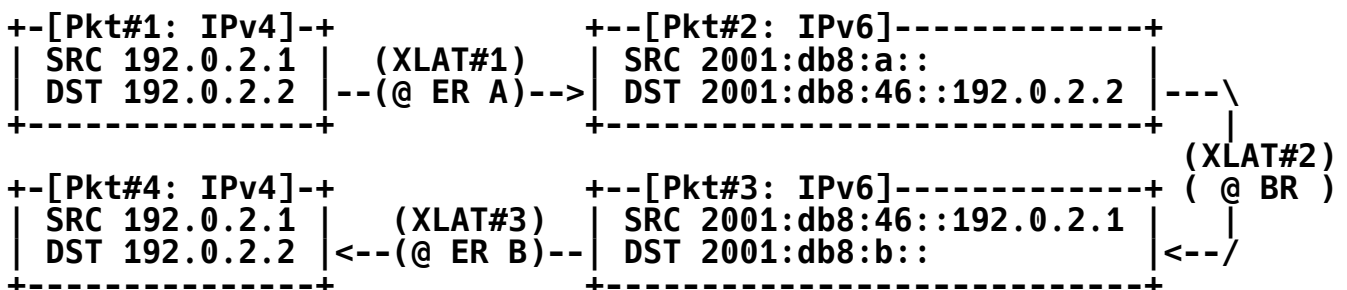 +-[Pkt#1: IPv4]-+                 +--[Pkt#2: IPv6]-------------+
| SRC 192.0.2.1 |   (XLAT#1)      | SRC 2001:db8:a::           |
| DST 192.0.2.2 |--(@ ER A)-->| DST 2001:db8:46::192.0.2.2 |---\
+---------------+                 +----------------------------+   |
(XLAT#2)
+-[Pkt#4: IPv4]-+                 +--[Pkt#3: IPv6]-------------+ ( @ BR )
| SRC 192.0.2.1 |   (XLAT#3)      | SRC 2001:db8:46::192.0.2.1 |   |
| DST 192.0.2.2 |<--(@ ER B)--| DST 2001:db8:b::           |<--/
+---------------+                 +----------------------------+